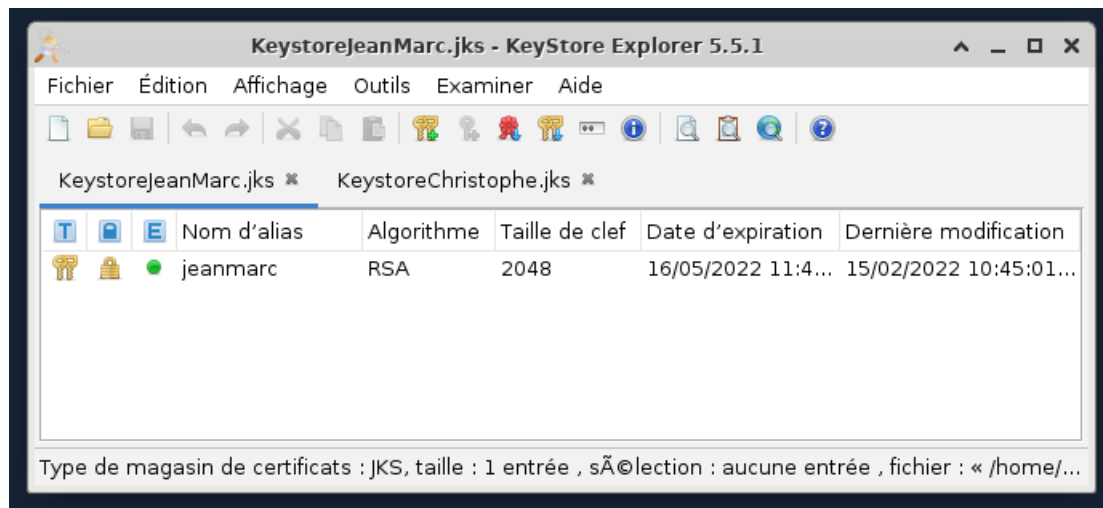 KeystoreJeanMarc.jks - KeyStore Explorer 5.5.1
Fichier Édition Affichage Outils Examiner Aide
KeystoreJeanMarc.jks KeystoreChristophe.jks
T E Nom d’alias Algorithme Taille de clef Date d’expiration Dernière modification
jeanmarc RSA 2048 16/05/2022 11:4... 15/02/2022 10:45:01...
Type de magasin de certificats : JKS, taille : 1 entrée , sÃ©lection : aucune entrée , fichier : « /home/...